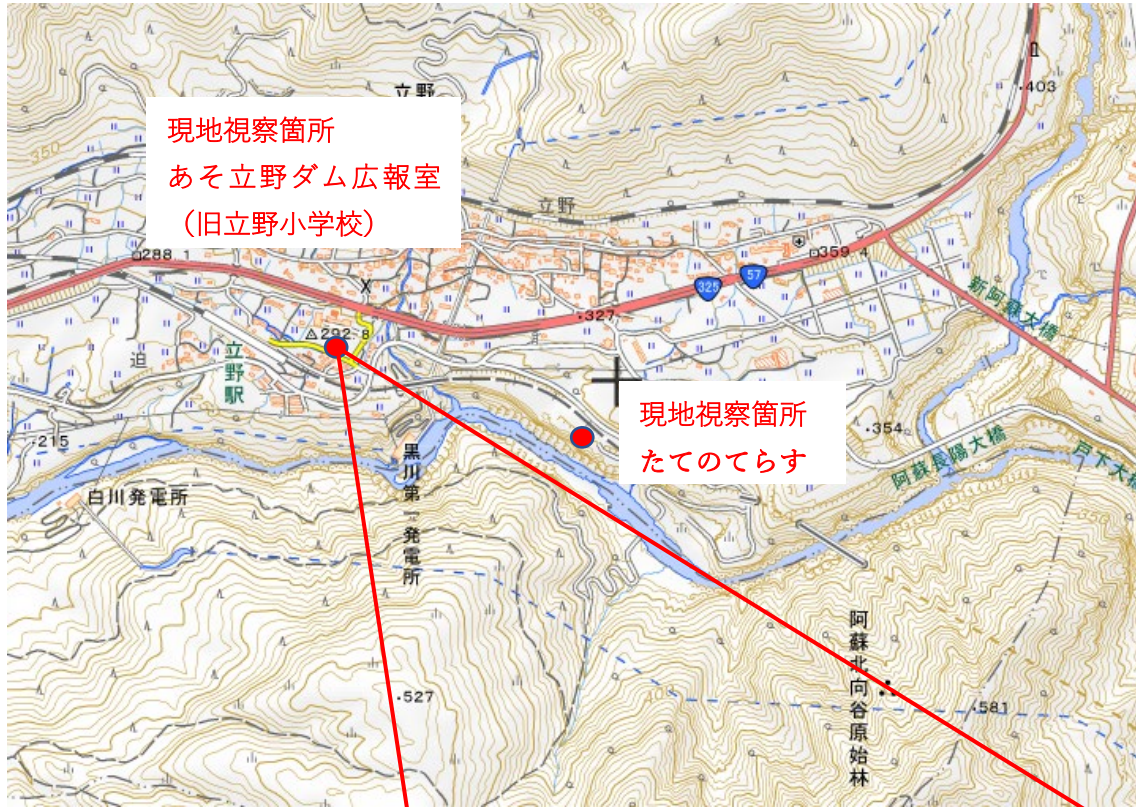 立野
403
現地視察箇所
あそ立野ダム広報室
（旧立野小学校）
350
立野
288.1
359.4
325
57
327
新阿蘇大橋
292.8
迫
立野駅
現地視察箇所
たてのてらす
354
阿蘇長陽大橋
戸下大橋
215
白川発電所
黒川第一発電所
阿蘇北向谷原始林
527
581